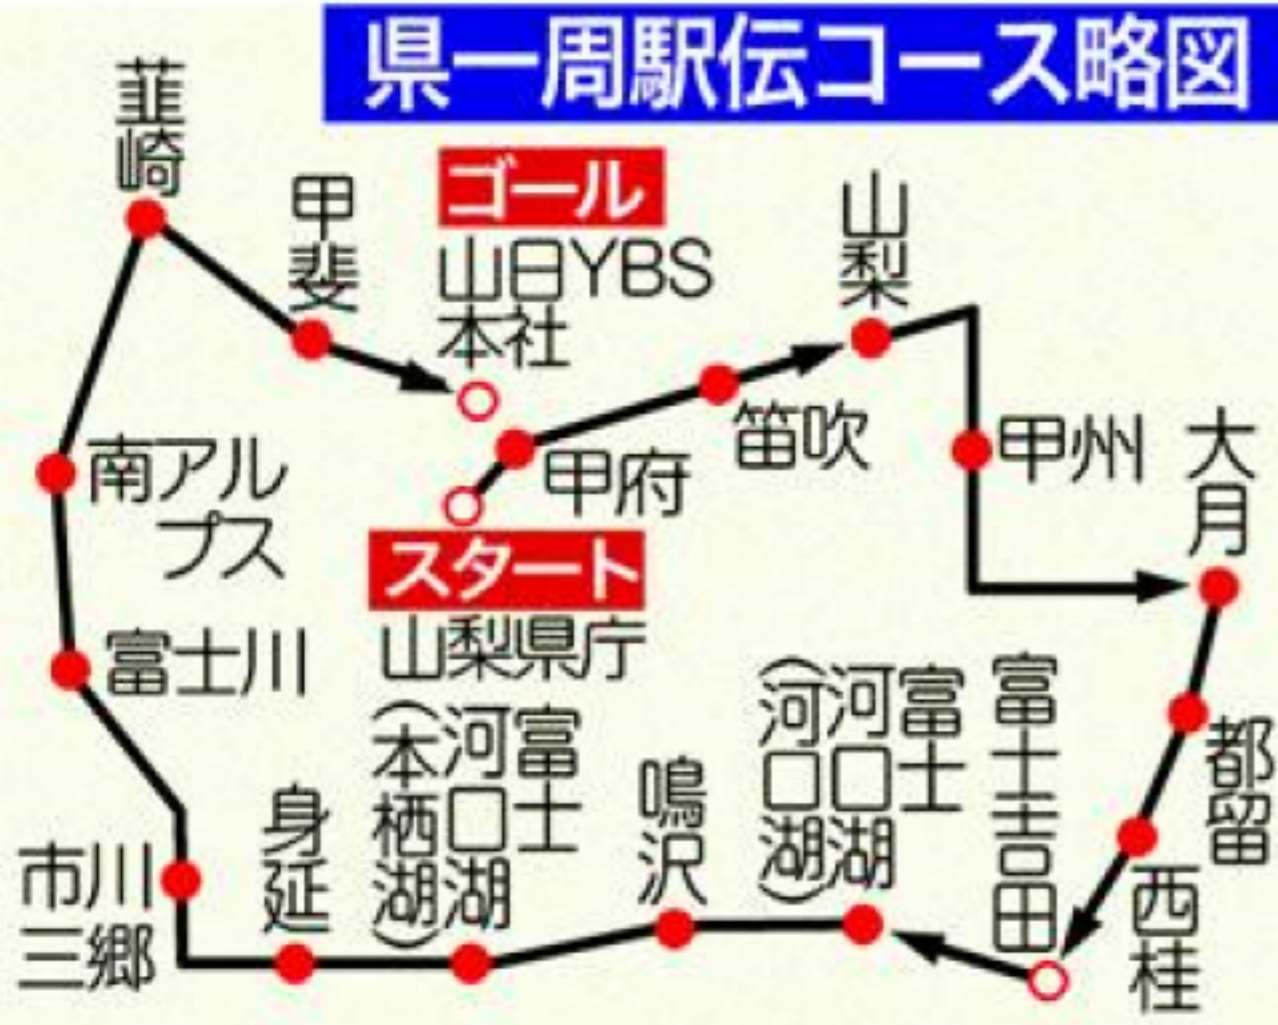 県一周駅伝コース略図
韮崎
甲斐
ゴール
山日YBS
本社
山梨
笛吹
甲州
大月
南アル
プス
甲府
スタート
山梨県庁
富士川
都留
西桂
富士吉田
富士
河口湖
(河口湖)
鳴沢
富士
河口湖
(本栖湖)
身延
市川
三郷